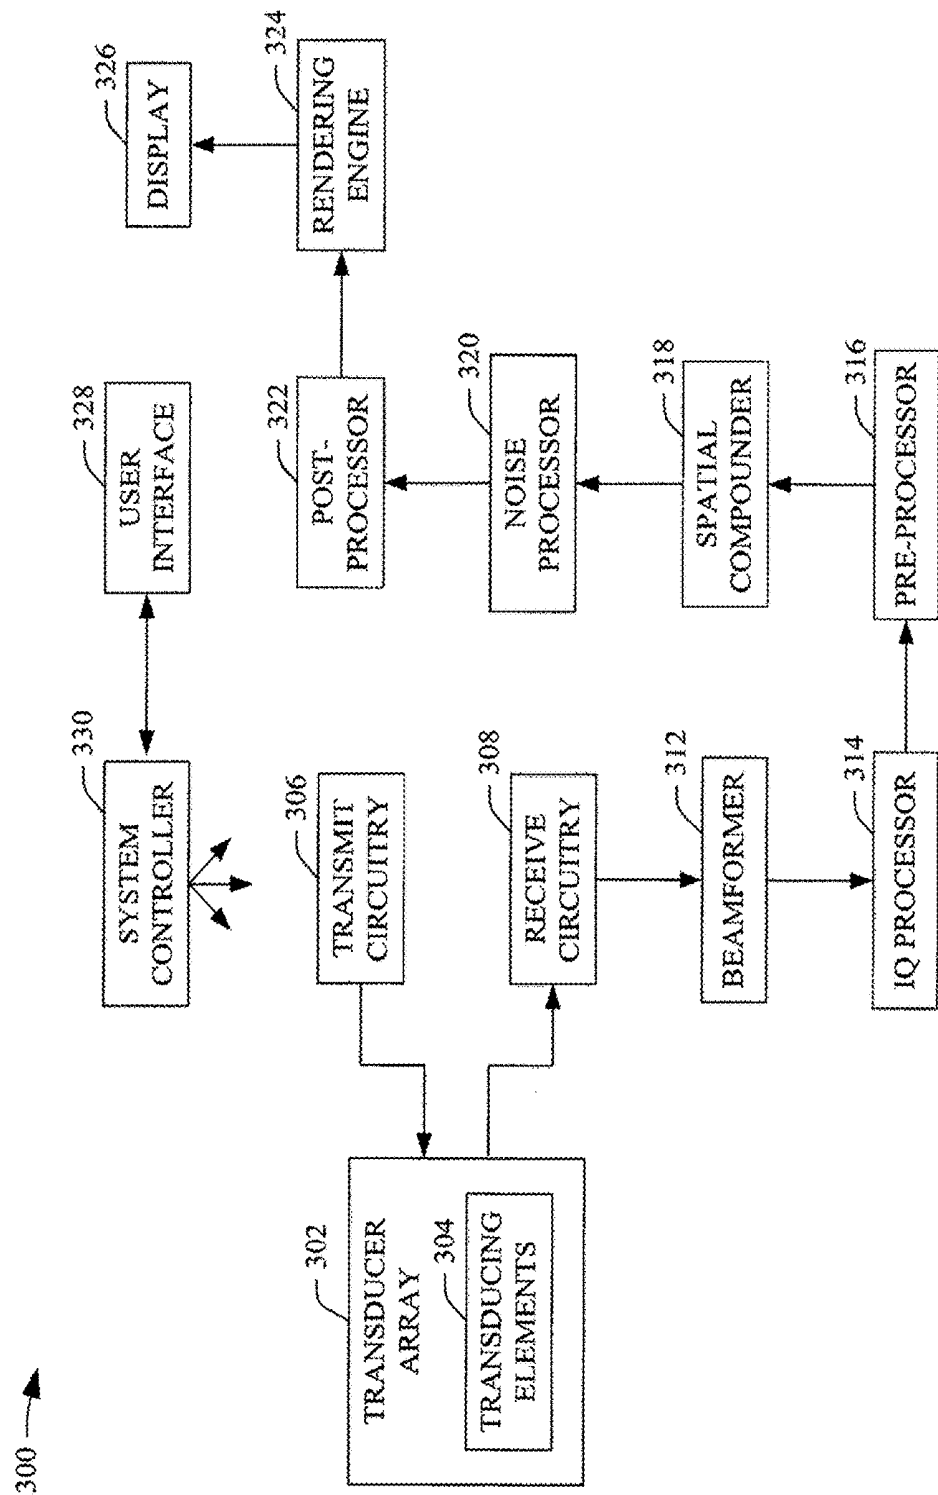 300
302
TRANSDUCER
ARRAY
304
TRANSDUCING
ELEMENTS
330
SYSTEM
CONTROLLER
328
USER
INTERFACE
326
DISPLAY
306
TRANSMIT
CIRCUITRY
322
POST-
PROCESSOR
324
RENDERING
ENGINE
308
RECEIVE
CIRCUITRY
320
NOISE
PROCESSOR
312
BEAMFORMER
318
SPATIAL
COMPOUNDER
314
IQ PROCESSOR
316
PRE-PROCESSOR